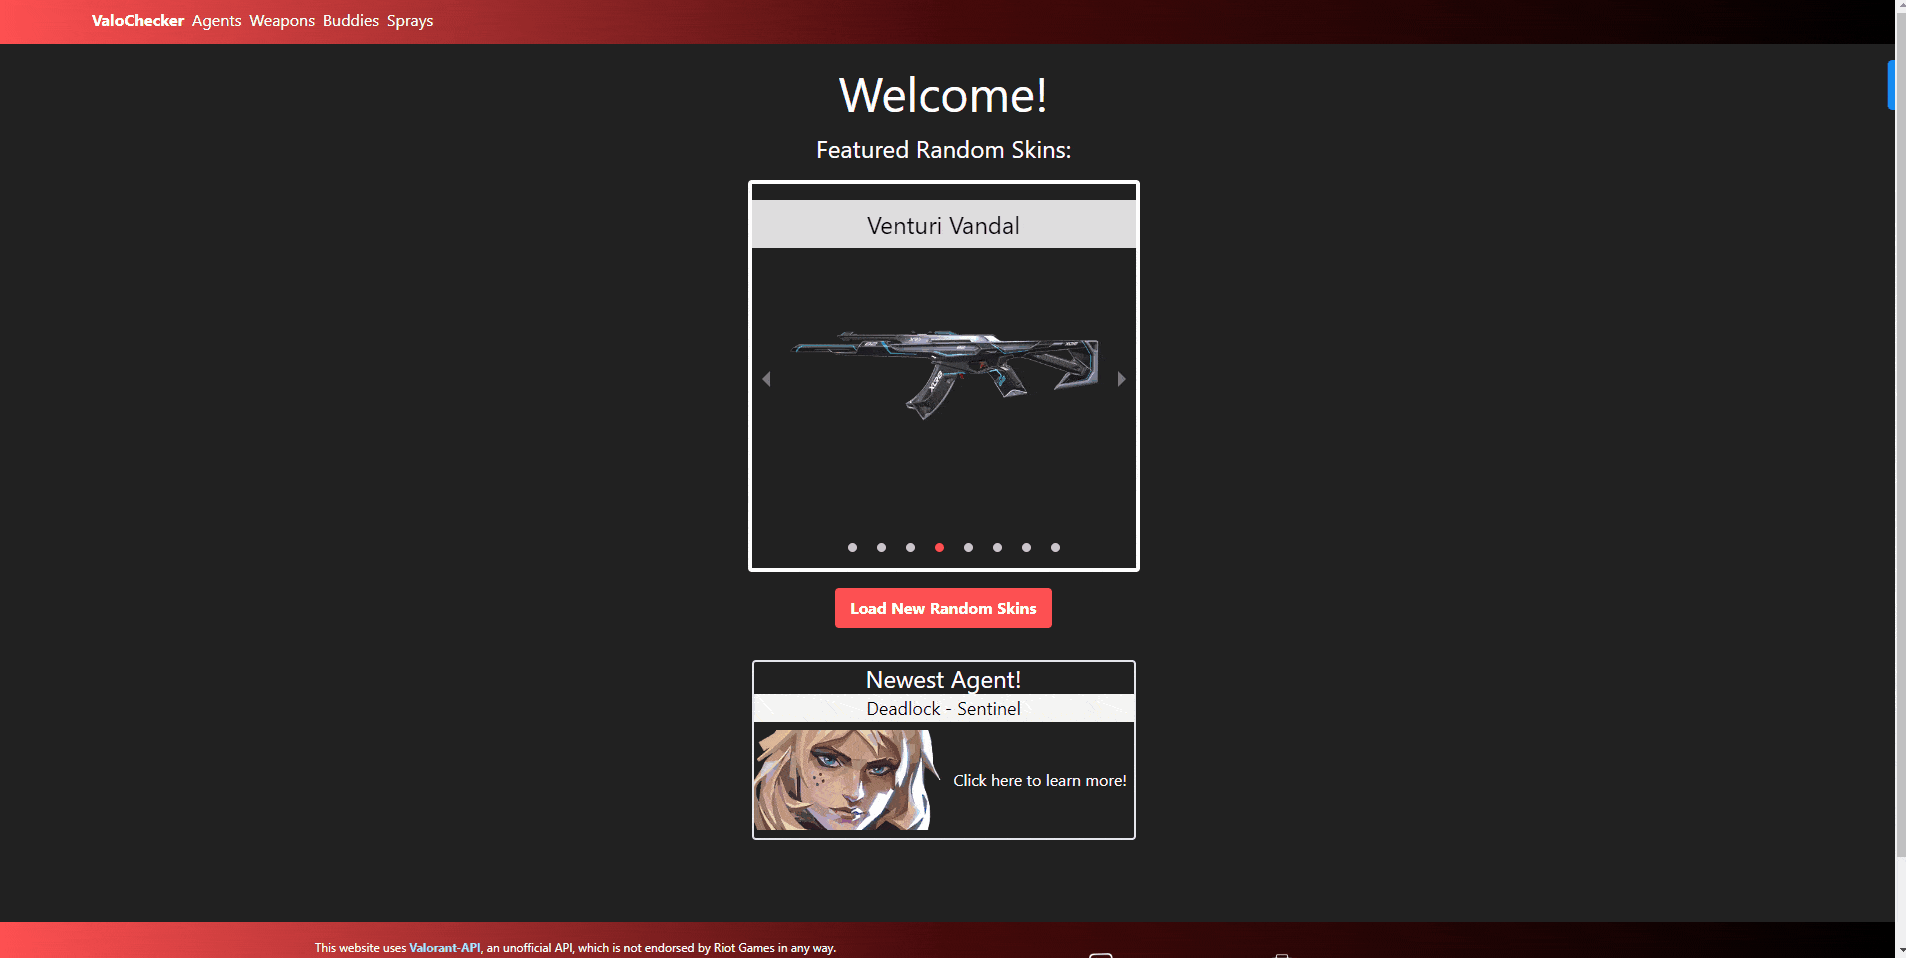 ValoChecker Agents Weapons Buddies Sprays
Welcome!
Featured Random Skins:
Venturi Vandal
Load New Random Skins
Newest Agent!
Deadlock - Sentinel
Click here to learn more!
This website uses Valorant-API, an unofficial API, which is not endorsed by Riot Games in any way.